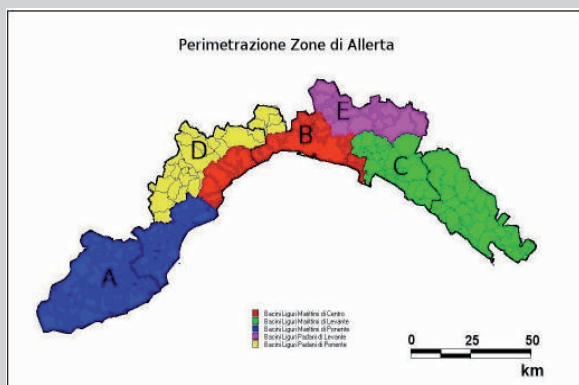 Perimetrazione Zone di Allerta
E
B
D
C
A
Bacini Liguri Marittimi di Centro
Bacini Liguri Marittimi di Levante
Bacini Liguri Marittimi di Ponente
Bacini Liguri Padani di Levante
Bacini Liguri Padani di Ponente
0 25 50
km